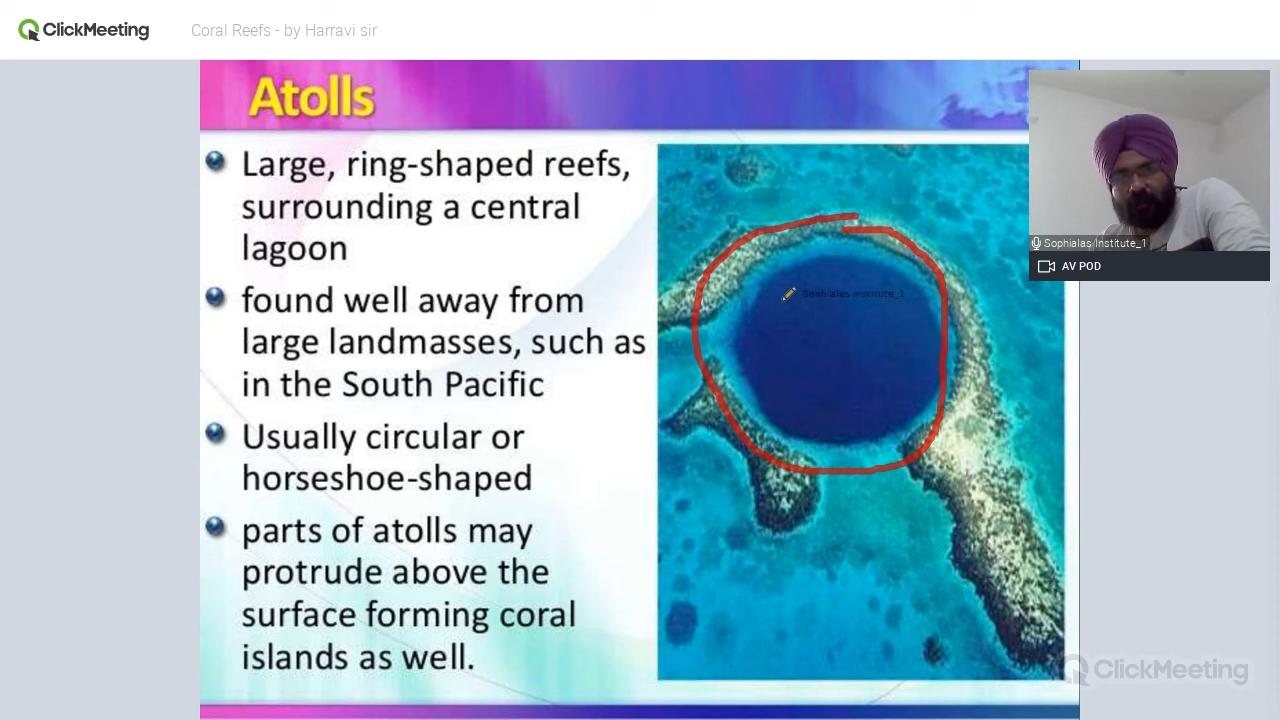 ClickMeeting
Coral Reefs - by Harravi sir
Atolls
Large, ring-shaped reefs,
surrounding a central
lagoon
found well away from
large landmasses, such as
in the South Pacific
Usually circular or
horseshoe-shaped
parts of atolls may
protrude above the
surface forming coral
islands as well.
Sophialas institute_1
Sophialas Institute_1
AV POD
ClickMeeting